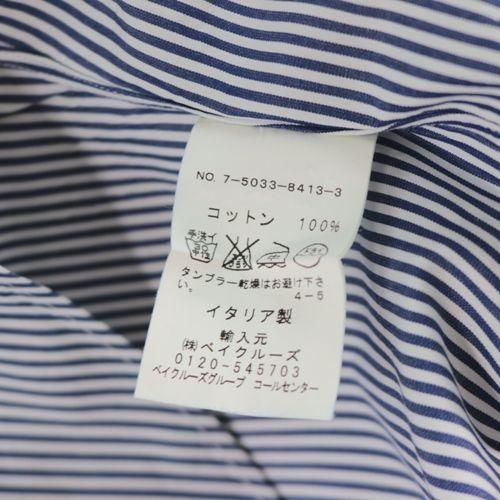 NO. 7-5033-8413-3
コットン 100%
手洗イ
中性
タンブラー乾燥はお避け下さ
い。 4-5
イタリア製
輸入元
㈱ベイクルーズ
0120-545703
ベイクルーズグループ コールセンター